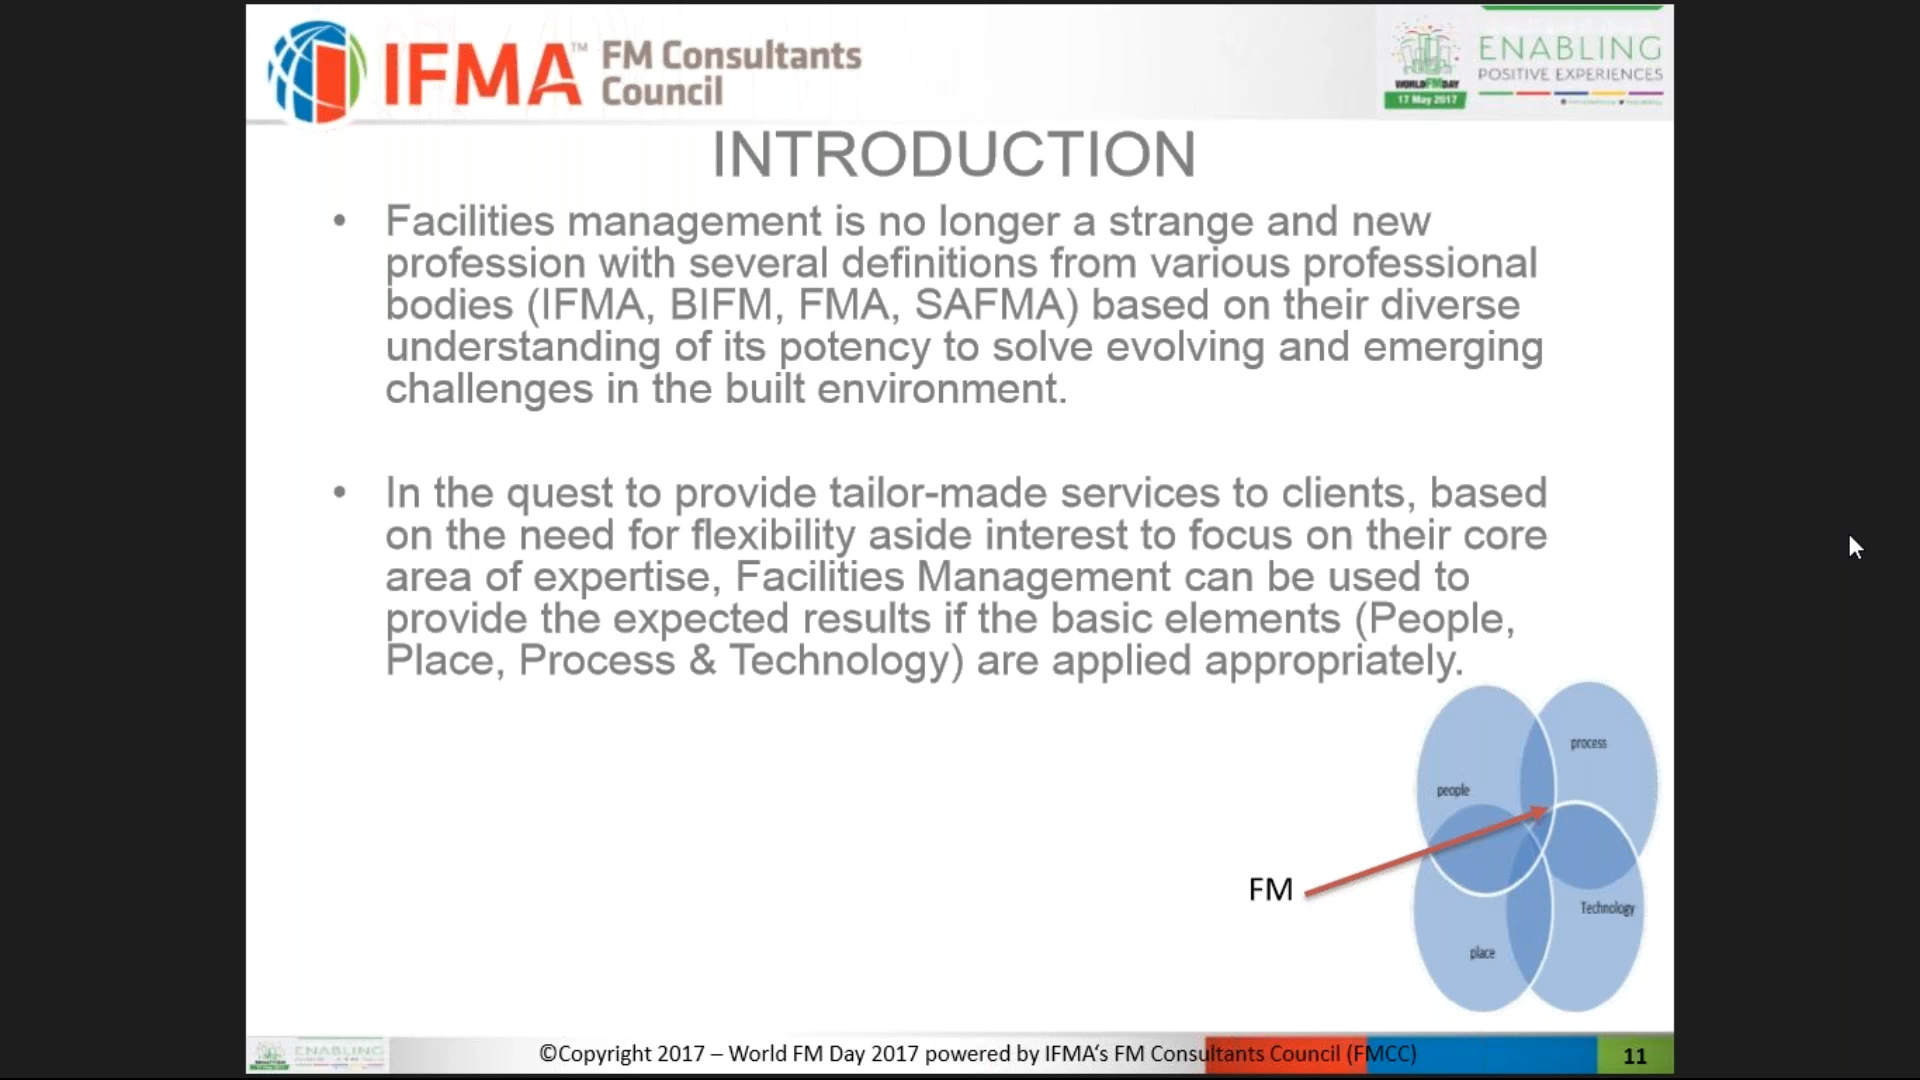 IFMA™ FM Consultants
Council
WORLD FM DAY
17 May 2017
ENABLING
POSITIVE EXPERIENCES
INTRODUCTION
• Facilities management is no longer a strange and new
profession with several definitions from various professional
bodies (IFMA, BIFM, FMA, SAFMA) based on their diverse
understanding of its potency to solve evolving and emerging
challenges in the built environment.
• In the quest to provide tailor-made services to clients, based
on the need for flexibility aside interest to focus on their core
area of expertise, Facilities Management can be used to
provide the expected results if the basic elements (People,
Place, Process & Technology) are applied appropriately.
process
people
FM
Technology
place
ENABLING
©Copyright 2017 – World FM Day 2017 powered by IFMA‘s FM Consultants Council (FMCC)
11